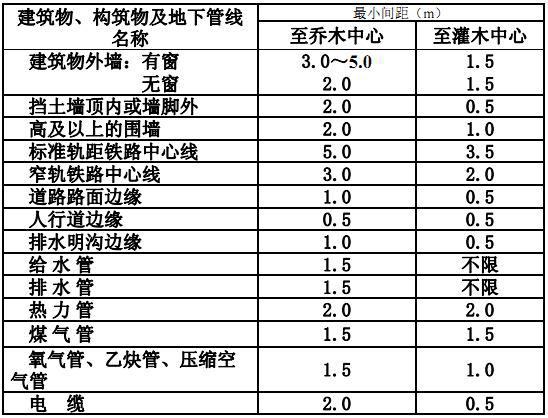 建筑物、构筑物及地下管线名称 最小间距（m）
至乔木中心 至灌木中心
建筑物外墙：有窗 3.0～5.0 1.5
无窗 2.0 1.5
挡土墙顶内或墙脚外 2.0 0.5
高及以上的围墙 2.0 1.0
标准轨距铁路中心线 5.0 3.5
窄轨铁路中心线 3.0 2.0
道路路面边缘 1.0 0.5
人行道边缘 0.5 0.5
排水明沟边缘 1.0 0.5
给 水 管 1.5 不限
排 水 管 1.5 不限
热 力 管 2.0 2.0
煤 气 管 1.5 1.5
氧气管、乙炔管、压缩空气管 1.5 1.0
电 缆 2.0 0.5